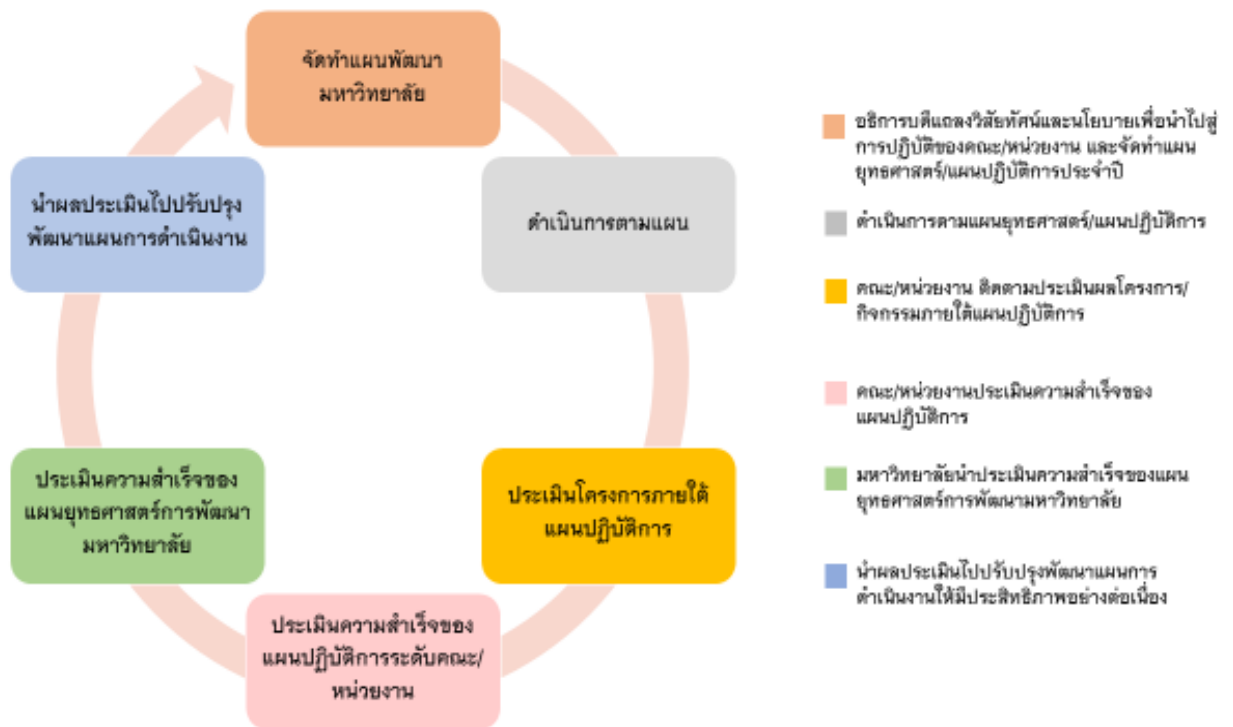 จัดทำแผนพัฒนา
มหาวิทยาลัย
ดำเนินการตามแผน
ประเมินโครงการภายใต้
แผนปฏิบัติการ
ประเมินความสำเร็จของ
แผนปฏิบัติการระดับคณะ/
หน่วยงาน
ประเมินความสำเร็จของ
แผนยุทธศาสตร์การพัฒนา
มหาวิทยาลัย
นำผลประเมินไปปรับปรุง
พัฒนาแผนการดำเนินงาน
อธิการบดีแถลงวิสัยทัศน์และนโยบายเพื่อนำไปสู่
การปฏิบัติของคณะ/หน่วยงาน และจัดทำแผน
ยุทธศาสตร์/แผนปฏิบัติการประจำปี
ดำเนินการตามแผนยุทธศาสตร์/แผนปฏิบัติการ
คณะ/หน่วยงาน ติดตามประเมินผลโครงการ/
กิจกรรมภายใต้แผนปฏิบัติการ
คณะ/หน่วยงานประเมินความสำเร็จของ
แผนปฏิบัติการ
มหาวิทยาลัยนำประเมินความสำเร็จของแผน
ยุทธศาสตร์การพัฒนามหาวิทยาลัย
นำผลประเมินไปปรับปรุงพัฒนาแผนการ
ดำเนินงานให้มีประสิทธิภาพอย่างต่อเนื่อง